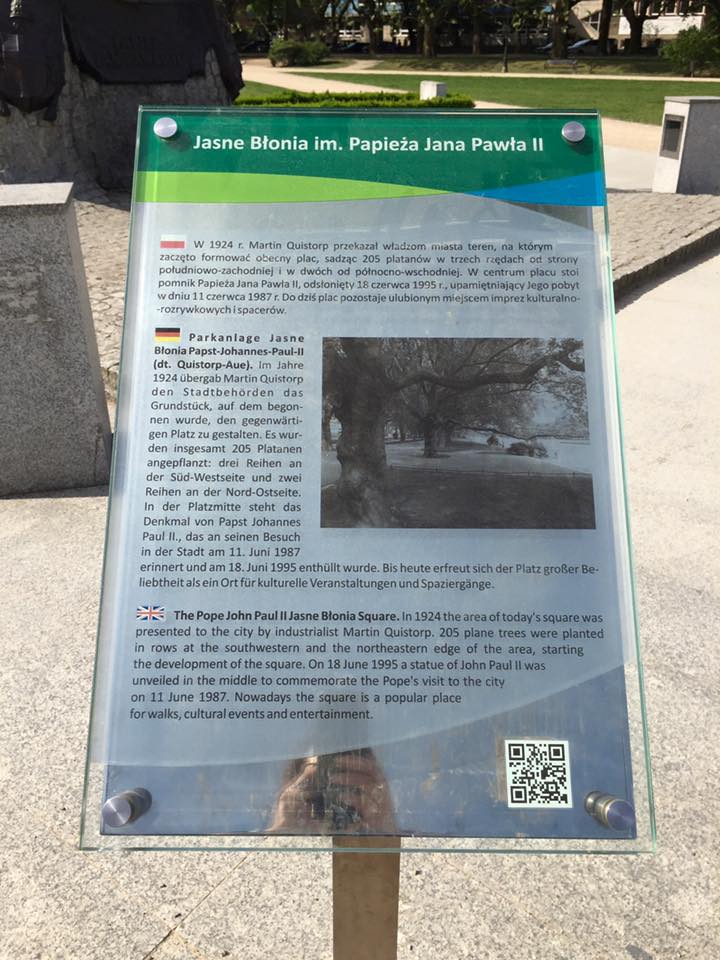 Jasne Błonia im. Papieża Jana Pawła II
W 1924 r. Martin Quistorp przekazał władzom miasta teren, na którym
zaczęto formować obecny plac, sadząc 205 platanów w trzech rzędach od strony
południowo-zachodniej i w dwóch od północno-wschodniej. W centrum placu stoi
pomnik Papieża Jana Pawła II, odsłonięty 18 czerwca 1995 r., upamiętniający Jego pobyt
w dniu 11 czerwca 1987 r. Do dziś plac pozostaje ulubionym miejscem imprez kulturalno-
-rozrywkowych i spacerów.
Parkanlage Jasne
Błonia Papst-Johannes-Paul-II
(dt. Quistorp-Aue). Im Jahre
1924 übergab Martin Quistorp
den Stadtbehörden das
Grundstück, auf dem begon-
nen wurde, den gegenwärti-
gen Platz zu gestalten. Es wur-
den insgesamt 205 Platanen
angepflanzt: drei Reihen an
der Süd-Westseite und zwei
Reihen an der Nord-Ostseite.
In der Platzmitte steht das
Denkmal von Papst Johannes
Paul II., das an seinen Besuch
in der Stadt am 11. Juni 1987
erinnert und am 18. Juni 1995 enthüllt wurde. Bis heute erfreut sich der Platz großer Be-
liebtheit als ein Ort für kulturelle Veranstaltungen und Spaziergänge.
The Pope John Paul II Jasne Błonia Square. In 1924 the area of today's square was
presented to the city by industrialist Martin Quistorp. 205 plane trees were planted
in rows at the southwestern and the northeastern edge of the area, starting
the development of the square. On 18 June 1995 a statue of John Paul II was
unveiled in the middle to commemorate the Pope's visit to the city
on 11 June 1987. Nowadays the square is a popular place
for walks, cultural events and entertainment.